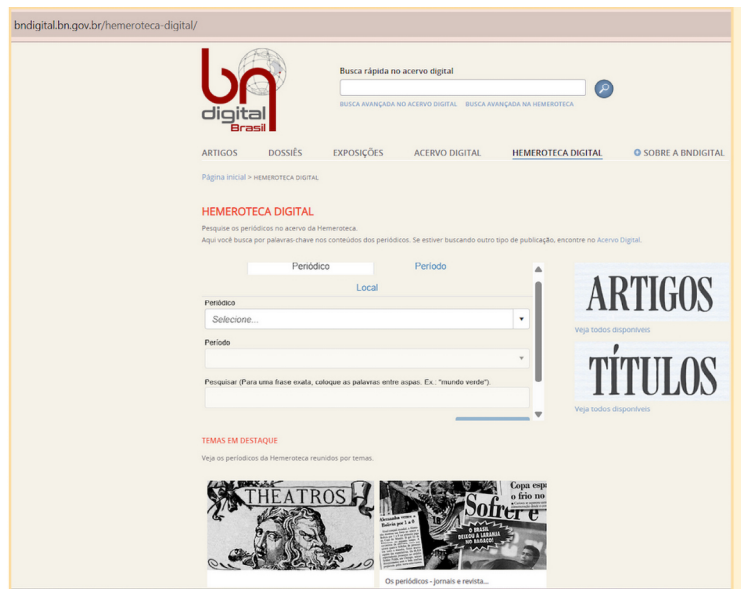 bndigital.bn.gov.br/hemeroteca-digital/
bn
digital
Brasil
Busca rápida no acervo digital
BUSCA AVANÇADA NO ACERVO DIGITAL BUSCA AVANÇADA NA HEMEROTECA
ARTIGOS DOSSIÊS EXPOSIÇÕES ACERVO DIGITAL HEMEROTECA DIGITAL SOBRE A BNDIGITAL
Página inicial > HEMEROTECA DIGITAL
HEMEROTECA DIGITAL
Pesquise os periódicos no acervo da Hemeroteca.
Aqui você busca por palavras-chave nos conteúdos dos periódicos. Se estiver buscando outro tipo de publicação, encontre no Acervo Digital.
Periódico Período
Local
Periódico
Selecione...
Período
Pesquisar (Para uma frase exata, coloque as palavras entre aspas. Ex.: "mundo verde").
ARTIGOS
Veja todos disponíveis
TÍTULOS
Veja todos disponíveis
TEMAS EM DESTAQUE
Veja os periódicos da Hemeroteca reunidos por temas.
THEATROS
Copa esp
o frio no
Sofrer é
O BRASIL
DEIXOU A LARANJA
NO BAGAÇO!
Os periódicos - jornais e revista...